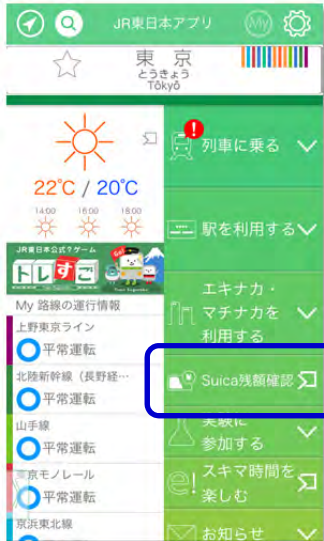 JR東日本アプリ
My
東京
とうきょう
Tōkyō
列車に乗る
22℃ / 20℃
14:00 16:00 18:00
駅を利用する
JR東日本公式?ゲーム
トレすご
Go!
エキナカ・
マチナカを
利用する
My 路線の運行情報
上野東京ライン
平常運転
北陸新幹線（長野経…
平常運転
Suica残額確認
山手線
平常運転
実験に
参加する
東京モノレール
平常運転
スキマ時間を
楽しむ
京浜東北線
お知らせ